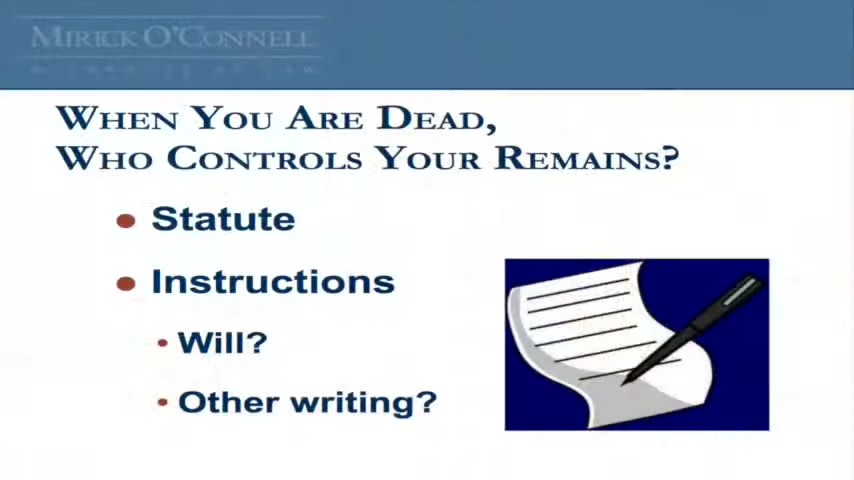 MIRICK O'CONNELL
WHEN YOU ARE DEAD,
WHO CONTROLS YOUR REMAINS?
• Statute
• Instructions
• Will?
• Other writing?